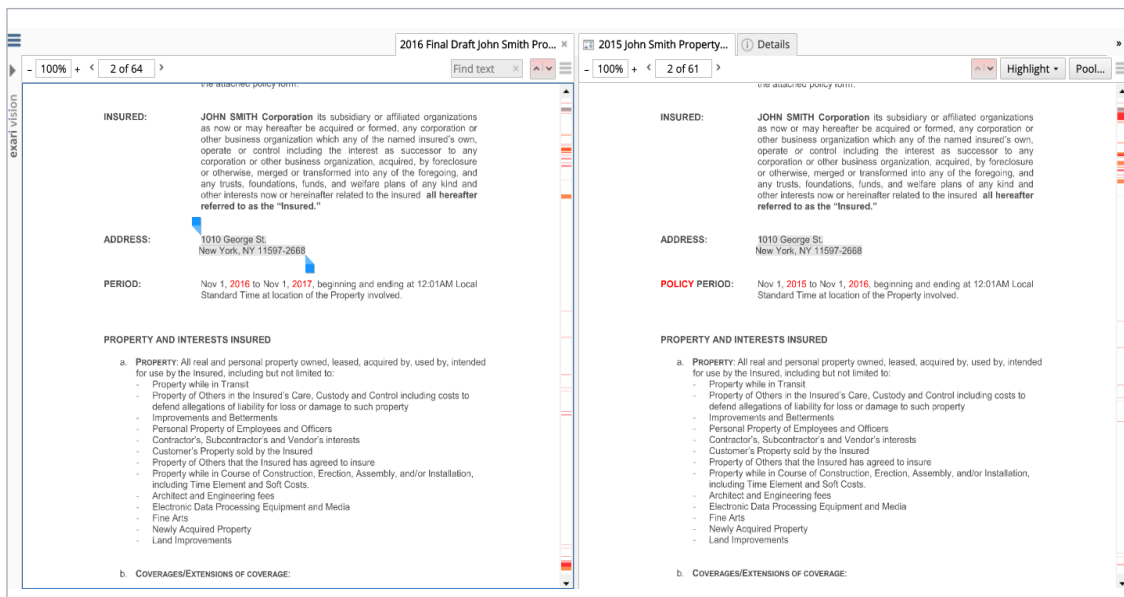 2016 Final Draft John Smith Pro... ×
2015 John Smith Property...
Details
»
− 100% + < 2 of 64 >
Find text ×
− 100% + < 2 of 61 >
Highlight
Pool...
exari vision
the attached policy form.
INSURED: JOHN SMITH Corporation its subsidiary or affiliated organizations
as now or may hereafter be acquired or formed, any corporation or
other business organization which any of the named insured's own,
operate or control including the interest as successor to any
corporation or other business organization, acquired, by foreclosure
or otherwise, merged or transformed into any of the foregoing, and
any trusts, foundations, funds, and welfare plans of any kind and
other interests now or hereinafter related to the insured all hereafter
referred to as the “Insured.”
ADDRESS: 1010 George St.
New York, NY 11597-2668
PERIOD: Nov 1, 2016 to Nov 1, 2017, beginning and ending at 12:01AM Local
Standard Time at location of the Property involved.
PROPERTY AND INTERESTS INSURED
a. PROPERTY: All real and personal property owned, leased, acquired by, used by, intended
for use by the Insured, including but not limited to:
- Property while in Transit
- Property of Others in the Insured's Care, Custody and Control including costs to
defend allegations of liability for loss or damage to such property
- Improvements and Betterments
- Personal Property of Employees and Officers
- Contractor's, Subcontractor's and Vendor's interests
- Customer's Property sold by the Insured
- Property of Others that the Insured has agreed to insure
- Property while in Course of Construction, Erection, Assembly, and/or Installation,
including Time Element and Soft Costs.
- Architect and Engineering fees
- Electronic Data Processing Equipment and Media
- Fine Arts
- Newly Acquired Property
- Land Improvements
b. COVERAGES/EXTENSIONS OF COVERAGE:
the attached policy form.
INSURED: JOHN SMITH Corporation its subsidiary or affiliated organizations
as now or may hereafter be acquired or formed, any corporation or
other business organization which any of the named insured's own,
operate or control including the interest as successor to any
corporation or other business organization, acquired, by foreclosure
or otherwise, merged or transformed into any of the foregoing, and
any trusts, foundations, funds, and welfare plans of any kind and
other interests now or hereinafter related to the insured all hereafter
referred to as the “Insured.”
ADDRESS: 1010 George St.
New York, NY 11597-2668
POLICY PERIOD: Nov 1, 2015 to Nov 1, 2016, beginning and ending at 12:01AM Local
Standard Time at location of the Property involved.
PROPERTY AND INTERESTS INSURED
a. PROPERTY: All real and personal property owned, leased, acquired by, used by, intended
for use by the Insured, including but not limited to:
- Property while in Transit
- Property of Others in the Insured's Care, Custody and Control including costs to
defend allegations of liability for loss or damage to such property
- Improvements and Betterments
- Personal Property of Employees and Officers
- Contractor's, Subcontractor's and Vendor's interests
- Customer's Property sold by the Insured
- Property of Others that the Insured has agreed to insure
- Property while in Course of Construction, Erection, Assembly, and/or Installation,
including Time Element and Soft Costs.
- Architect and Engineering fees
- Electronic Data Processing Equipment and Media
- Fine Arts
- Newly Acquired Property
- Land Improvements
b. COVERAGES/EXTENSIONS OF COVERAGE: